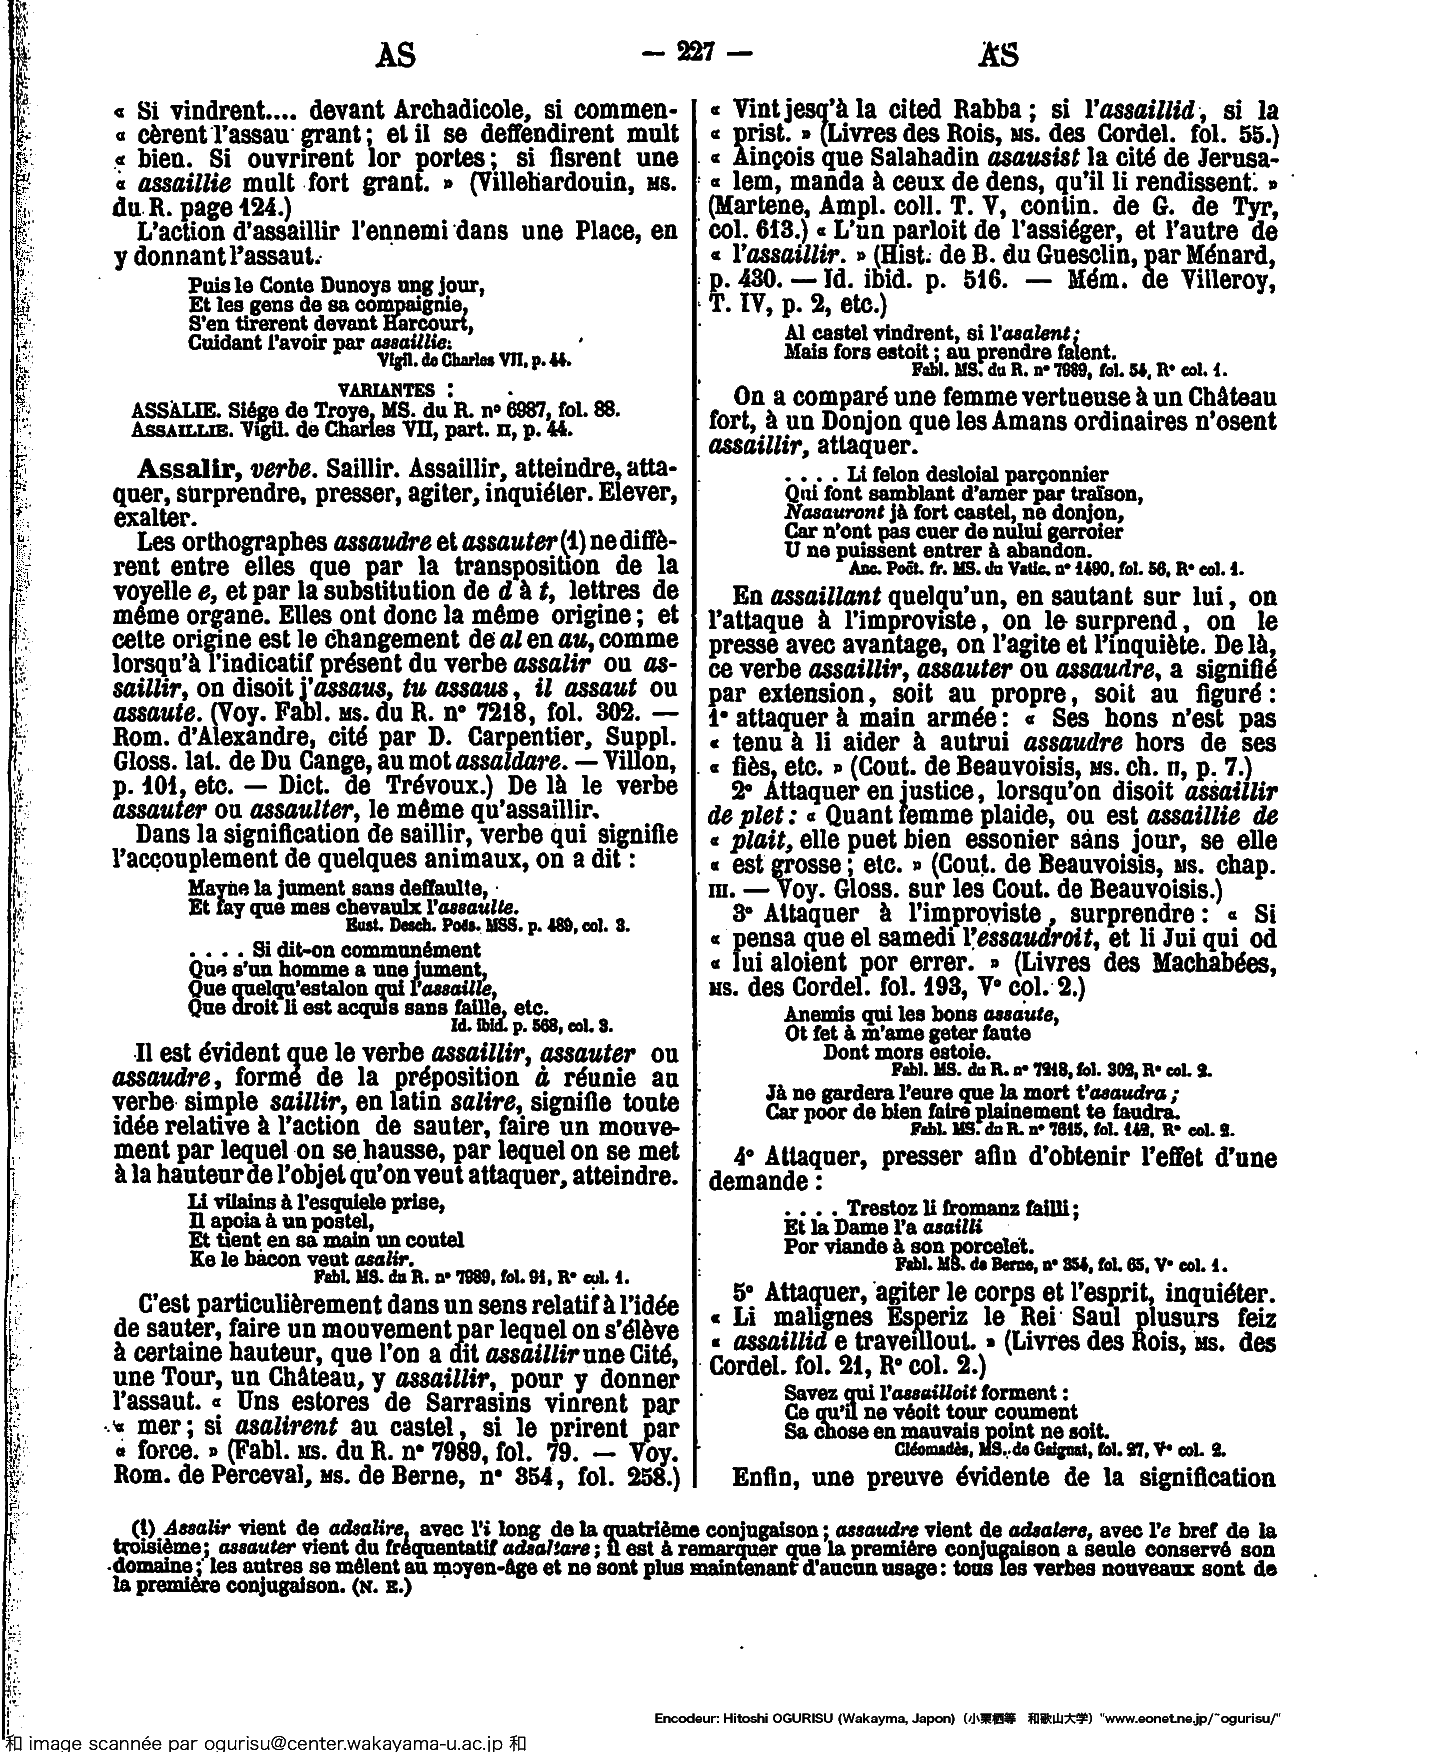 AS — 227 — AS
« Si vindrent.... devant Archadicole, si commen-
« cèrent l'assau grant; et il se deffendirent mult
« bien. Si ouvrirent lor portes; si fisrent une
« assaillie mult fort grant. » (Villehardouin, MS.
du R. page 124.)
L'action d'assaillir l'ennemi dans une Place, en
y donnant l'assaut.
Puis le Conte Dunoys ung jour,
Et les gens de sa compaignie,
S'en tirerent devant Harcourt,
Cuidant l'avoir par assaillie.
Vigil. de Charles VII, p. 44.
VARIANTES :
ASSALIE. Siége de Troye, MS. du R. n° 6987, fol. 88.
ASSAILLIE. Vigil. de Charles VII, part. II, p. 44.
Assalir, verbe. Saillir. Assaillir, atteindre, atta-
quer, surprendre, presser, agiter, inquiéter. Elever,
exalter.
Les orthographes assaudre et assauter (1) ne diffè-
rent entre elles que par la transposition de la
voyelle e, et par la substitution de d à t, lettres de
même organe. Elles ont donc la même origine; et
cette origine est le changement de al en au, comme
lorsqu'à l'indicatif présent du verbe assalir ou as-
saillir, on disoit j'assaus, tu assaus, il assaut ou
assaute. (Voy. Fabl. MS. du R. n° 7218, fol. 302. —
Rom. d'Alexandre, cité par D. Carpentier, Suppl.
Gloss. lat. de Du Cange, au mot assaldare. — Villon,
p. 101, etc. — Dict. de Trévoux.) De là le verbe
assauter ou assaulter, le même qu'assaillir.
Dans la signification de saillir, verbe qui signifie
l'accouplement de quelques animaux, on a dit :
Mayne la jument sans deffaulte,
Et fay que mes chevaulx l'assaulte.
Eust. Desch. Poës. MSS. p. 489, col. 3.
. . . . Si dit-on communément
Que s'un homme a une jument,
Que quelqu'estalon qui l'assaille,
Que droit li est acquis sans faille, etc.
Id. ibid. p. 568, col. 3.
Il est évident que le verbe assaillir, assauter ou
assaudre, formé de la préposition à réunie au
verbe simple saillir, en latin salire, signifie toute
idée relative à l'action de sauter, faire un mouve-
ment par lequel on se hausse, par lequel on se met
à la hauteur de l'objet qu'on veut attaquer, atteindre.
Li vilains à l'esquiele prise,
Il apoia à un postel,
Et tient en sa main un coutel
Ke le bacon veut asalir.
Fabl. MS. du R. n° 7989, fol. 91, R° col. 1.
C'est particulièrement dans un sens relatif à l'idée
de sauter, faire un mouvement par lequel on s'élève
à certaine hauteur, que l'on a dit assaillir une Cité,
une Tour, un Château, y assaillir, pour y donner
l'assaut. « Uns estores de Sarrasins vinrent par
« mer; si asalirent au castel, si le prirent par
« force. » (Fabl. MS. du R. n° 7989, fol. 79. — Voy.
Rom. de Perceval, MS. de Berne, n° 354, fol. 258.)
« Vint jesq'à la cited Rabba; si l'assaillid, si la
« prist. » (Livres des Rois, MS. des Cordel. fol. 55.)
« Ainçois que Salahadin asausist la cité de Jerusa-
« lem, manda à ceux de dens, qu'il li rendissent. »
(Martene, Ampl. coll. T. V, contin. de G. de Tyr,
col. 613.) « L'un parloit de l'assiéger, et l'autre de
« l'assaillir. » (Hist. de B. du Guesclin, par Ménard,
p. 430. — Id. ibid. p. 516. — Mém. de Villeroy,
T. IV, p. 2, etc.)
Al castel vindrent, si l'asalent;
Mais fors estoit; au prendre falent.
Fabl. MS. du R. n° 7989, fol. 54, R° col. 1.
On a comparé une femme vertueuse à un Château
fort, à un Donjon que les Amans ordinaires n'osent
assaillir, attaquer.
. . . . Li felon desloial parçonnier
Qui font samblant d'amer par traïson,
Nasauront jà fort castel, ne donjon,
Car n'ont pas cuer de nului gerroier
U ne puissent entrer à abandon.
Anc. Poët. fr. MS. du Vatic. n° 1490, fol. 56, R° col. 1.
En assaillant quelqu'un, en sautant sur lui, on
l'attaque à l'improviste, on le surprend, on le
presse avec avantage, on l'agite et l'inquiète. De là,
ce verbe assaillir, assauter ou assaudre, a signifié
par extension, soit au propre, soit au figuré :
1° attaquer à main armée : « Ses hons n'est pas
« tenu à li aider à autrui assaudre hors de ses
« fiès, etc. » (Cout. de Beauvoisis, MS. ch. II, p. 7.)
2° Attaquer en justice, lorsqu'on disoit assaillir
de plet : « Quant femme plaide, ou est assaillie de
« plait, elle puet bien essonier sans jour, se elle
« est grosse; etc. » (Cout. de Beauvoisis, MS. chap.
III. — Voy. Gloss. sur les Cout. de Beauvoisis.)
3° Attaquer à l'improviste, surprendre : « Si
« pensa que el samedi l'essaudroit, et li Jui qui od
« lui aloient por errer. » (Livres des Machabées,
MS. des Cordel. fol. 193, V° col. 2.)
Anemis qui les bons assaute,
Ot fet à m'ame geter faute
Dont mors estoie.
Fabl. MS. du R. n° 7218, fol. 302, R° col. 2.
Jà ne gardera l'eure que la mort t'asaudra;
Car poor de bien faire plainement te faudra.
Fabl. MS. du R. n° 7615, fol. 142, R° col. 2.
4° Attaquer, presser afin d'obtenir l'effet d'une
demande :
. . . . Trestoz li fromanz failli;
Et la Dame l'a asailli
Por viande à son porcelet.
Fabl. MS. de Berne, n° 354, fol. 65, V° col. 1.
5° Attaquer, agiter le corps et l'esprit, inquiéter.
« Li malignes Esperiz le Rei Saul plusurs feiz
« assaillid e traveillout. » (Livres des Rois, MS. des
Cordel. fol. 21, R° col. 2.)
Savez qui l'assailloit forment :
Ce qu'il ne véoit tour coument
Sa chose en mauvais point ne soit.
Cléomadès, MS. de Gaignat, fol. 27, V° col. 2.
Enfin, une preuve évidente de la signification
(1) Assalir vient de adsalire, avec l'i long de la quatrième conjugaison; assaudre vient de adsalere, avec l'e bref de la
troisième; assauter vient du fréquentatif adsaltare; il est à remarquer que la première conjugaison a seule conservé son
domaine; les autres se mêlent au moyen-âge et ne sont plus maintenant d'aucun usage : tous les verbes nouveaux sont de
la première conjugaison. (N. E.)
Encodeur: Hitoshi OGURISU (Wakayma, Japon) (小栗栖等 和歌山大学) "www.eonet.ne.jp/~ogurisu/"
和 image scannée par ogurisu@center.wakayama-u.ac.jp 和